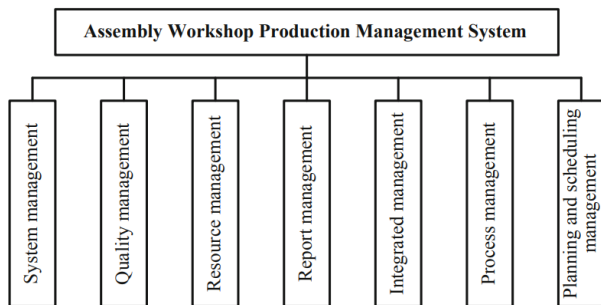 Assembly Workshop Production Management System
System management
Quality management
Resource management
Report management
Integrated management
Process management
Planning and scheduling
management